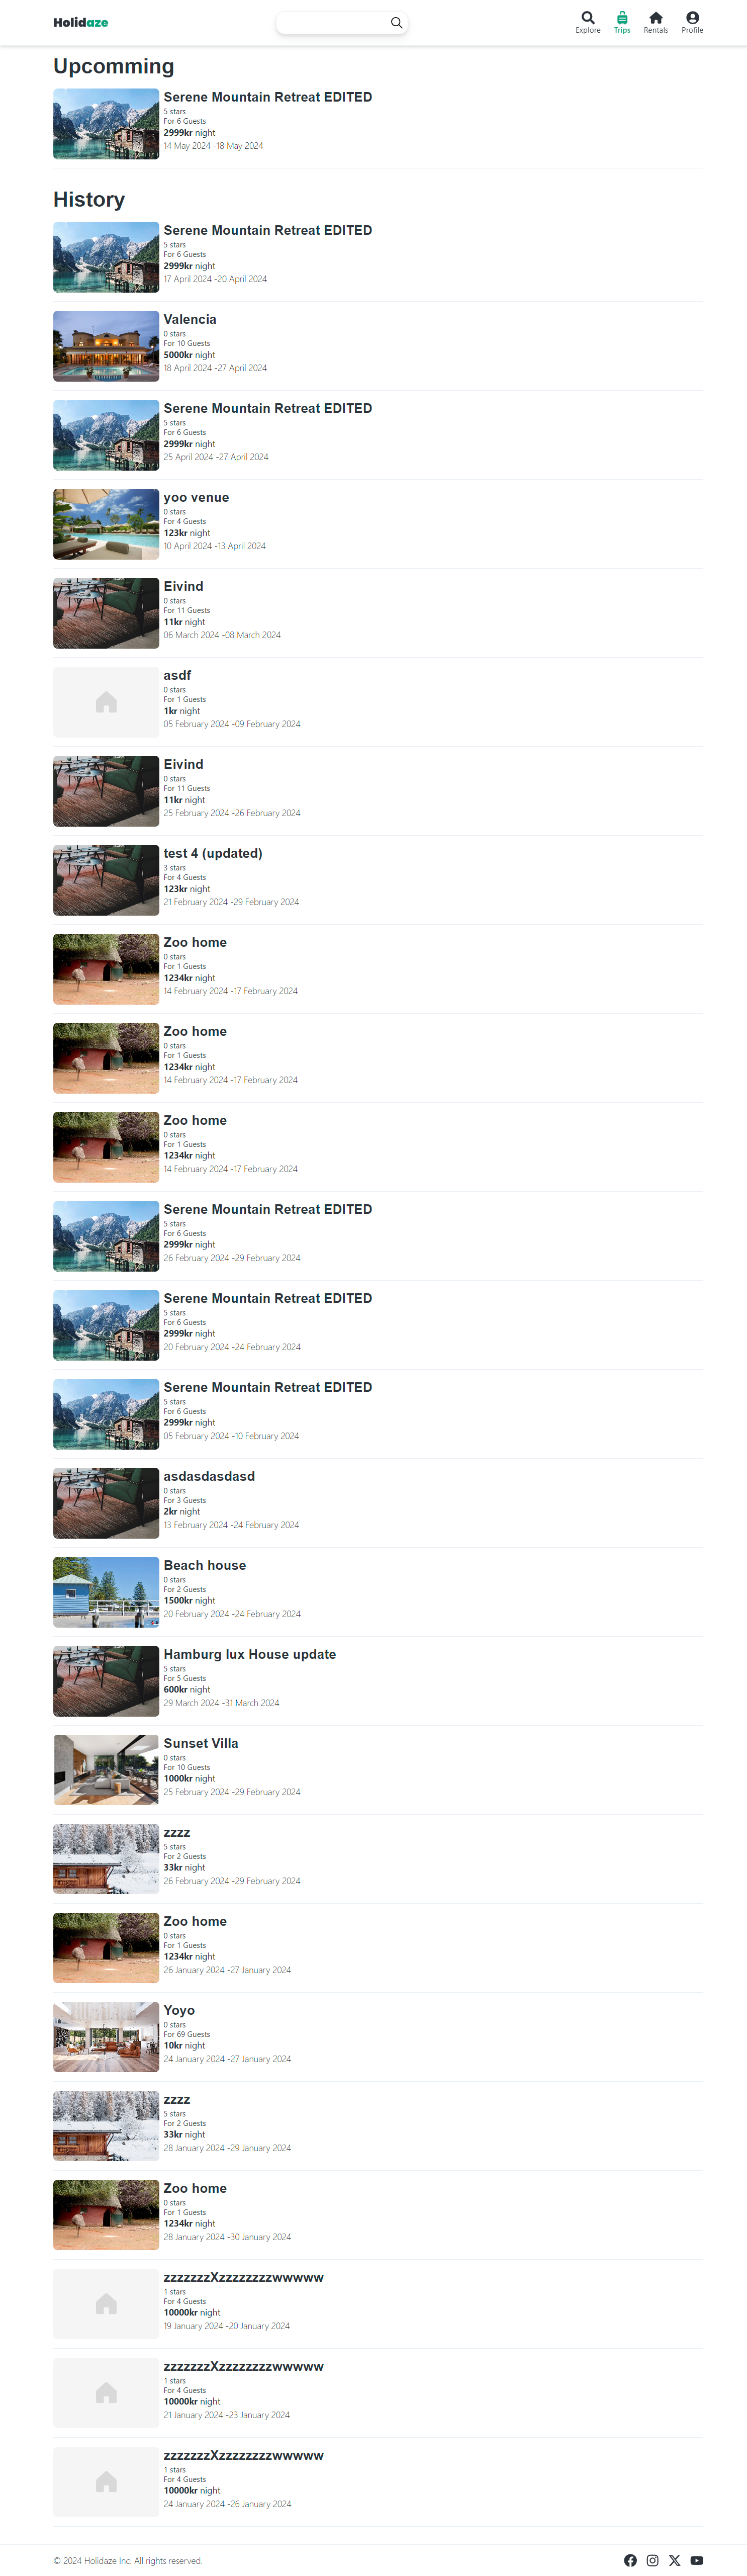 Holidaze
Explore
Trips
Rentals
Profile
Upcomming
Serene Mountain Retreat EDITED
5 stars
For 6 Guests
2999kr night
14 May 2024 -18 May 2024
History
Serene Mountain Retreat EDITED
5 stars
For 6 Guests
2999kr night
17 April 2024 -20 April 2024
Valencia
0 stars
For 10 Guests
5000kr night
18 April 2024 -27 April 2024
Serene Mountain Retreat EDITED
5 stars
For 6 Guests
2999kr night
25 April 2024 -27 April 2024
yoo venue
0 stars
For 4 Guests
123kr night
10 April 2024 -13 April 2024
Eivind
0 stars
For 11 Guests
11kr night
06 March 2024 -08 March 2024
asdf
0 stars
For 1 Guests
1kr night
05 February 2024 -09 February 2024
Eivind
0 stars
For 11 Guests
11kr night
25 February 2024 -26 February 2024
test 4 (updated)
3 stars
For 4 Guests
123kr night
21 February 2024 -29 February 2024
Zoo home
0 stars
For 1 Guests
1234kr night
14 February 2024 -17 February 2024
Zoo home
0 stars
For 1 Guests
1234kr night
14 February 2024 -17 February 2024
Zoo home
0 stars
For 1 Guests
1234kr night
14 February 2024 -17 February 2024
Serene Mountain Retreat EDITED
5 stars
For 6 Guests
2999kr night
26 February 2024 -29 February 2024
Serene Mountain Retreat EDITED
5 stars
For 6 Guests
2999kr night
20 February 2024 -24 February 2024
Serene Mountain Retreat EDITED
5 stars
For 6 Guests
2999kr night
05 February 2024 -10 February 2024
asdasdasdasd
0 stars
For 3 Guests
2kr night
13 February 2024 -24 February 2024
Beach house
0 stars
For 2 Guests
1500kr night
20 February 2024 -24 February 2024
Hamburg lux House update
5 stars
For 5 Guests
600kr night
29 March 2024 -31 March 2024
Sunset Villa
0 stars
For 10 Guests
1000kr night
25 February 2024 -29 February 2024
zzzz
5 stars
For 2 Guests
33kr night
26 February 2024 -29 February 2024
Zoo home
0 stars
For 1 Guests
1234kr night
26 January 2024 -27 January 2024
Yoyo
0 stars
For 69 Guests
10kr night
24 January 2024 -27 January 2024
zzzz
5 stars
For 2 Guests
33kr night
28 January 2024 -29 January 2024
Zoo home
0 stars
For 1 Guests
1234kr night
28 January 2024 -30 January 2024
zzzzzzzXzzzzzzzzwwwww
1 stars
For 4 Guests
10000kr night
19 January 2024 -20 January 2024
zzzzzzzXzzzzzzzzwwwww
1 stars
For 4 Guests
10000kr night
21 January 2024 -23 January 2024
zzzzzzzXzzzzzzzzwwwww
1 stars
For 4 Guests
10000kr night
24 January 2024 -26 January 2024
© 2024 Holidaze Inc. All rights reserved.